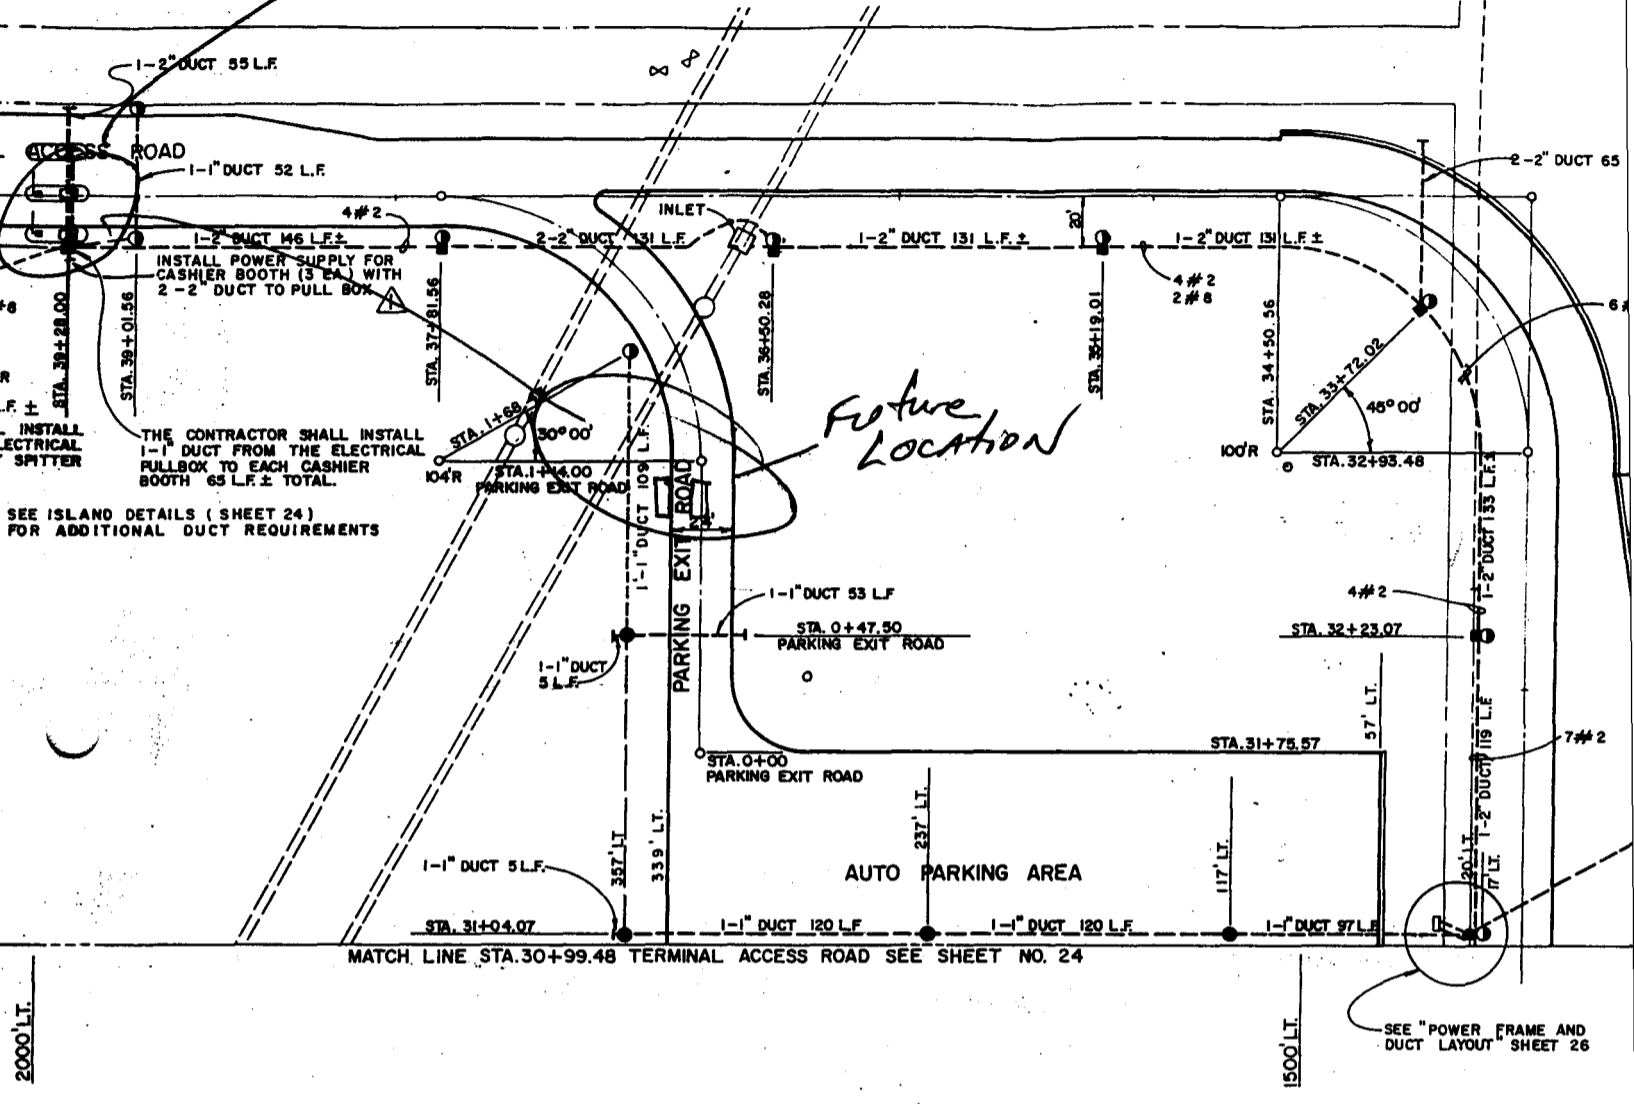 1-2" DUCT 55 L.F.
ACCESS ROAD
1-1" DUCT 52 L.F.
2-2" DUCT 65
4#2
INLET
20'
1-2" DUCT 146 L.F.±
2-2" DUCT 131 L.F.
1-2" DUCT 131 L.F.±
1-2" DUCT 131 L.F.±
INSTALL POWER SUPPLY FOR
CASHIER BOOTH (3 EA.) WITH
2-2" DUCT TO PULL BOX
1
4#2
2#8
STA. 39+28.00
STA. 39+01.56
STA. 37+81.56
STA. 36+50.28
STA. 35+19.01
STA. 34+50.56
STA. 33+72.02
45°00'
100'R
STA. 32+93.48
Future
LOCATION
STA. 1+68
30°00'
104'R
STA. 1+14.00
PARKING EXIT ROAD
24'
L.F. ±
INSTALL
SPITTER
THE CONTRACTOR SHALL INSTALL
1-1" DUCT FROM THE ELECTRICAL
PULLBOX TO EACH CASHIER
BOOTH 65 L.F.± TOTAL.
SEE ISLAND DETAILS (SHEET 24)
FOR ADDITIONAL DUCT REQUIREMENTS
1-1" DUCT 109 L.F.
PARKING EXIT ROAD
1-1" DUCT 53 L.F
STA. 0+47.50
PARKING EXIT ROAD
1-1" DUCT
5 L.F.
1-2" DUCT 133 L.F.±
4#2
STA. 32+23.07
57' LT.
7#2
1-2" DUCT 119 L.F.
STA. 31+75.57
STA. 0+00
PARKING EXIT ROAD
1-1" DUCT 5 L.F.
357' LT.
339' LT.
237' LT.
117' LT.
20' LT.
17' LT.
AUTO PARKING AREA
STA. 31+04.07
1-1" DUCT 120 L.F
1-1" DUCT 120 L.F.
1-1" DUCT 97 L.F
MATCH LINE STA. 30+99.48 TERMINAL ACCESS ROAD SEE SHEET NO. 24
2000' LT.
1500' LT.
SEE "POWER FRAME AND
DUCT LAYOUT" SHEET 26